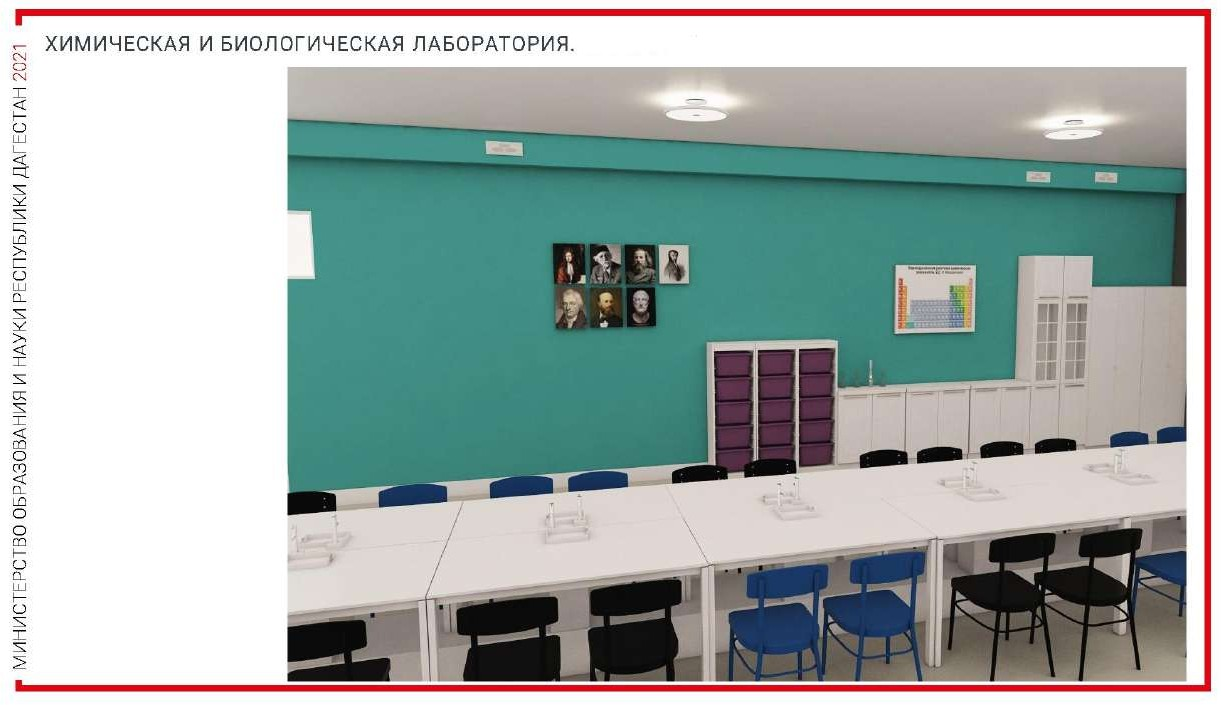 ХИМИЧЕСКАЯ И БИОЛОГИЧЕСКАЯ ЛАБОРАТОРИЯ.
МИНИСТЕРСТВО ОБРАЗОВАНИЯ И НАУКИ РЕСПУБЛИКИ ДАГЕСТАН 2021